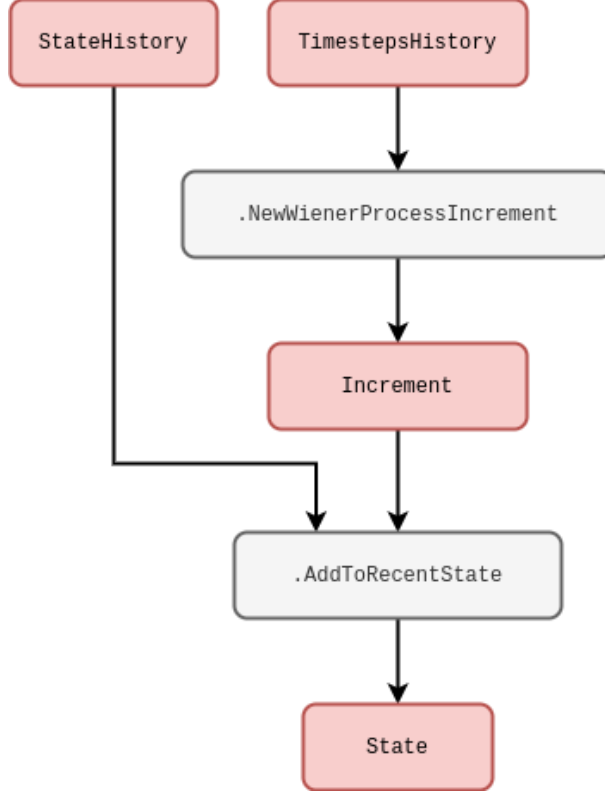 StateHistory
TimestepsHistory
.NewWienerProcessIncrement
Increment
.AddToRecentState
State